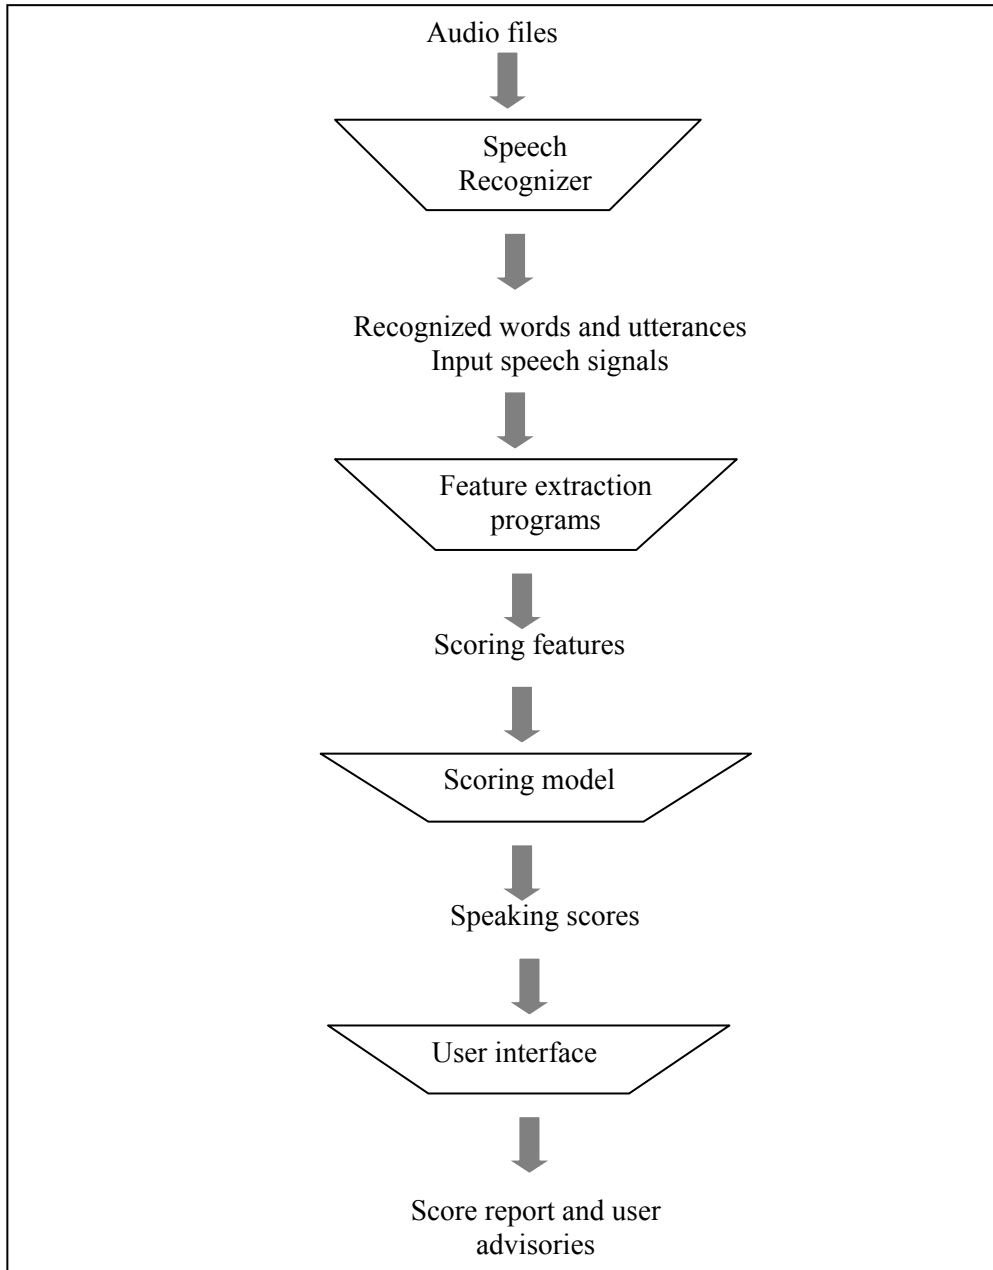 Audio files
Speech
Recognizer
Recognized words and utterances
Input speech signals
Feature extraction
programs
Scoring features
Scoring model
Speaking scores
User interface
Score report and user
advisories